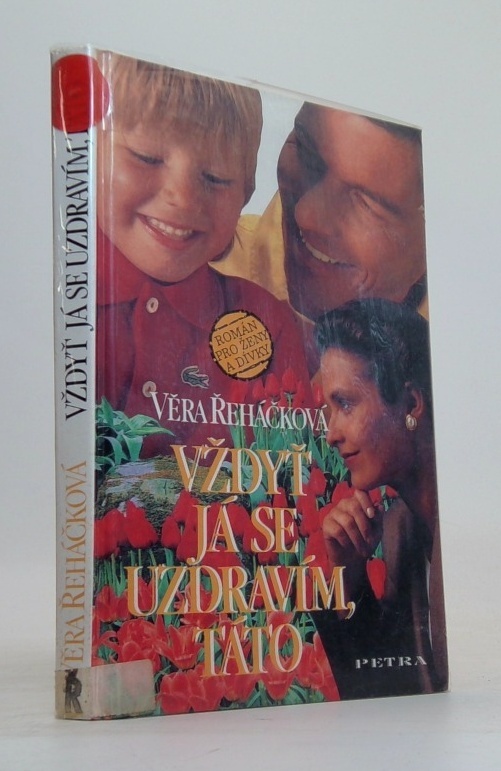 ROMÁN
PRO ŽENY
A DÍVKY
VĚRA ŘEHÁČKOVÁ
VŽDYŤ
JÁ SE
UZDRAVÍM,
TÁTO
PETRA
VĚRA ŘEHÁČKOVÁ VŽDYŤ JÁ SE UZDRAVÍM,
Ř